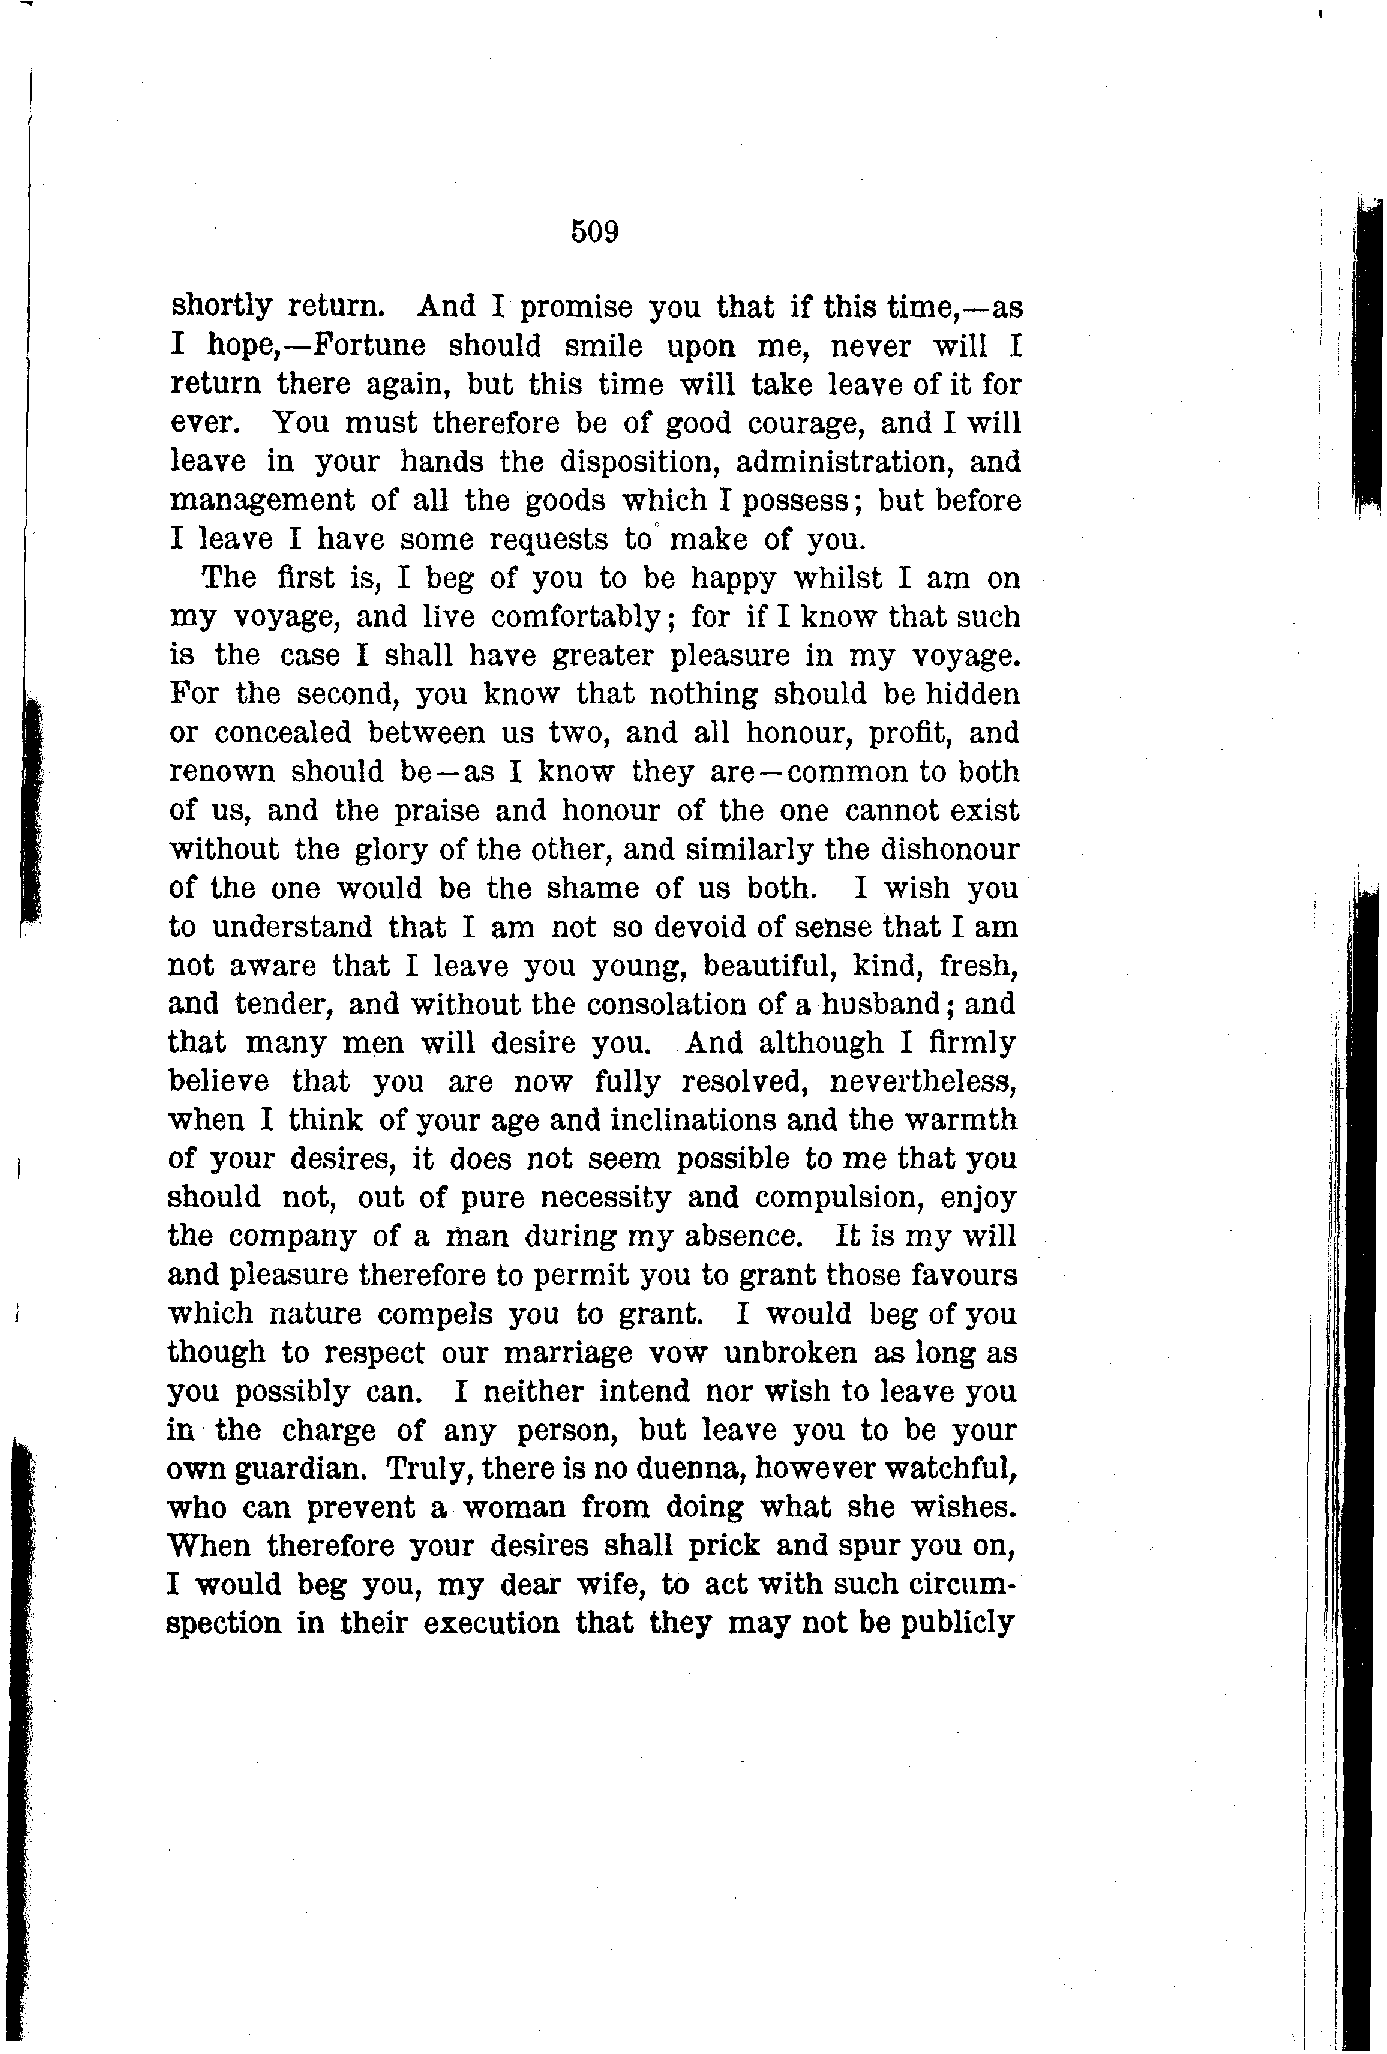 509
shortly return. And I promise you that if this time,—as
I hope,—Fortune should smile upon me, never will I
return there again, but this time will take leave of it for
ever. You must therefore be of good courage, and I will
leave in your hands the disposition, administration, and
management of all the goods which I possess; but before
I leave I have some requests to make of you.
The first is, I beg of you to be happy whilst I am on
my voyage, and live comfortably; for if I know that such
is the case I shall have greater pleasure in my voyage.
For the second, you know that nothing should be hidden
or concealed between us two, and all honour, profit, and
renown should be—as I know they are—common to both
of us, and the praise and honour of the one cannot exist
without the glory of the other, and similarly the dishonour
of the one would be the shame of us both. I wish you
to understand that I am not so devoid of sense that I am
not aware that I leave you young, beautiful, kind, fresh,
and tender, and without the consolation of a husband; and
that many men will desire you. And although I firmly
believe that you are now fully resolved, nevertheless,
when I think of your age and inclinations and the warmth
of your desires, it does not seem possible to me that you
should not, out of pure necessity and compulsion, enjoy
the company of a man during my absence. It is my will
and pleasure therefore to permit you to grant those favours
which nature compels you to grant. I would beg of you
though to respect our marriage vow unbroken as long as
you possibly can. I neither intend nor wish to leave you
in the charge of any person, but leave you to be your
own guardian. Truly, there is no duenna, however watchful,
who can prevent a woman from doing what she wishes.
When therefore your desires shall prick and spur you on,
I would beg you, my dear wife, to act with such circum-
spection in their execution that they may not be publicly